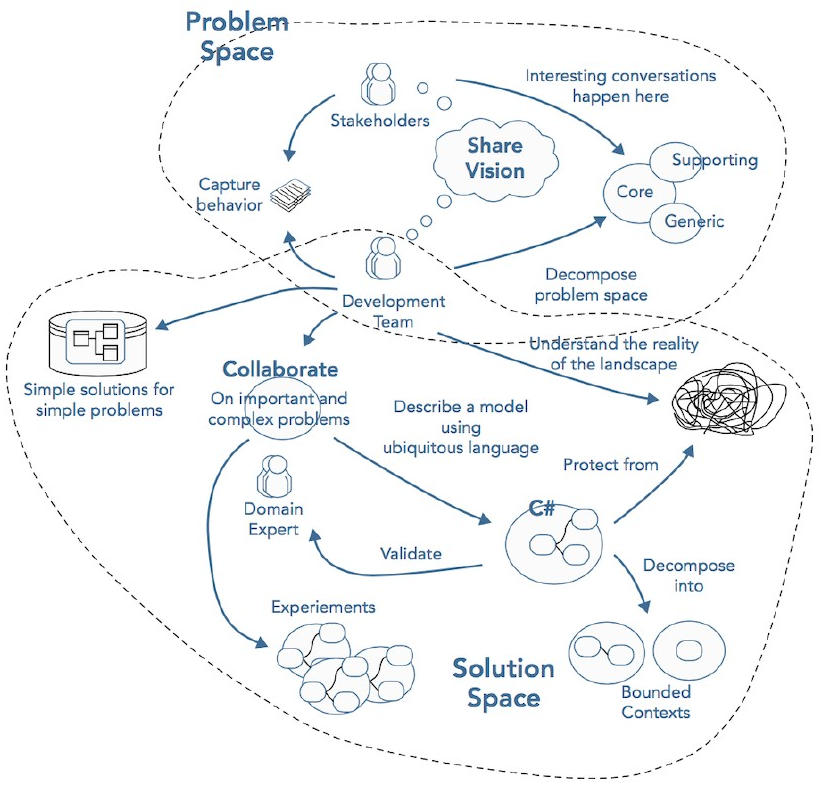 Problem
Space
Interesting conversations
happen here
Stakeholders
Share
Vision
Supporting
Core
Generic
Capture
behavior
Decompose
problem space
Development
Team
Understand the reality
of the landscape
Simple solutions for
simple problems
Collaborate
On important and
complex problems
Describe a model
using
ubiquitous language
Protect from
Domain
Expert
C#
Validate
Decompose
into
Experiements
Solution
Space
Bounded
Contexts